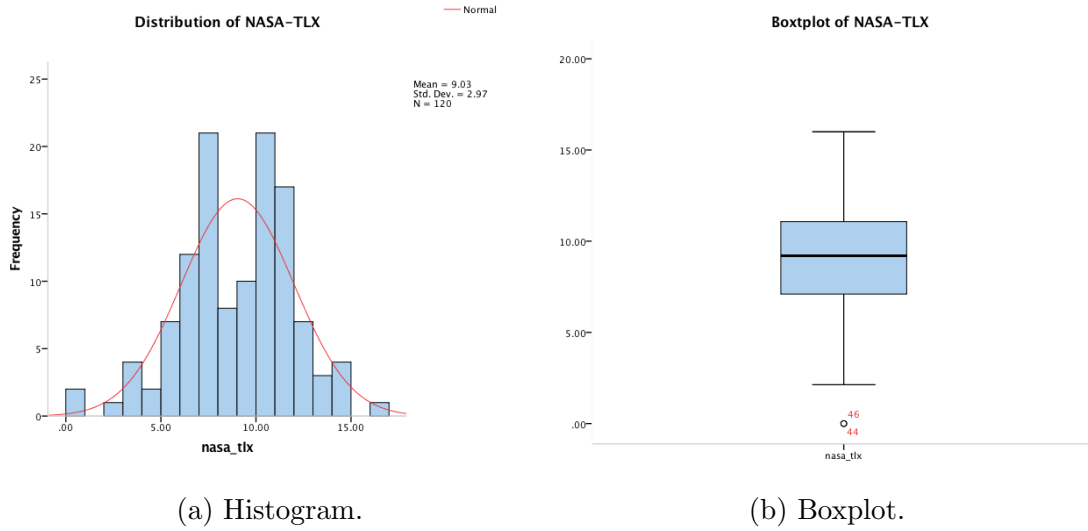 Distribution of NASA-TLX
Normal
Mean = 9.03
Std. Dev. = 2.97
N = 120
25
20
15
10
5
0
Frequency
.00
5.00
10.00
15.00
nasa_tlx
(a) Histogram.
Boxtplot of NASA-TLX
20.00
15.00
10.00
5.00
.00
46
44
nasa_tlx
(b) Boxplot.